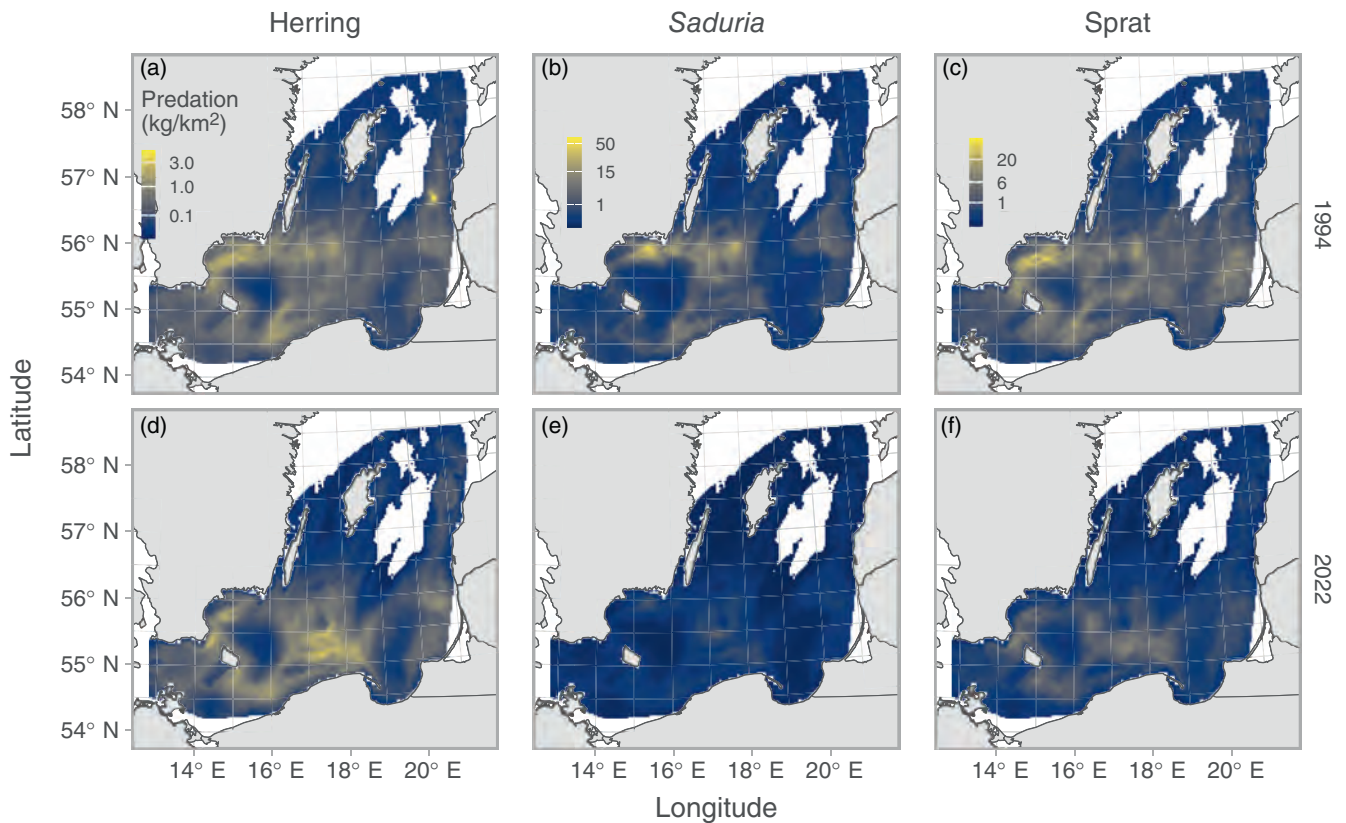 Herring
Saduria
Sprat
(a)
Predation
(kg/km²)
3.0
1.0
0.1
(b)
50
15
1
(c)
20
6
1
58° N
57° N
56° N
55° N
54° N
1994
Latitude
(d)
(e)
(f)
58° N
57° N
56° N
55° N
54° N
2022
14° E 16° E 18° E 20° E
14° E 16° E 18° E 20° E
14° E 16° E 18° E 20° E
Longitude